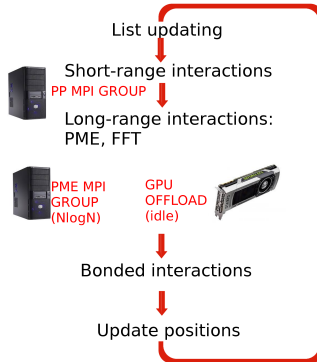 List updating
Short-range interactions
PP MPI GROUP
Long-range interactions:
PME, FFT
PME MPI
GROUP
(NlogN)
GPU
OFFLOAD
(idle)
Bonded interactions
Update positions